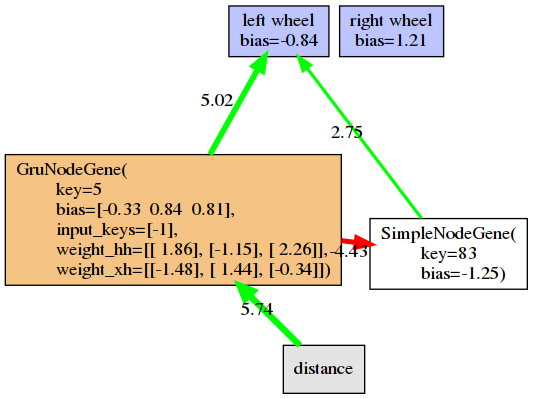 left wheel
bias=-0.84
right wheel
bias=1.21
5.02
2.75
GruNodeGene(
key=5
bias=[-0.33 0.84 0.81],
input_keys=[-1],
weight_hh=[[ 1.86], [-1.15], [ 2.26]],
weight_xh=[[-1.48], [ 1.44], [-0.34]])
-4.43
SimpleNodeGene(
key=83
bias=-1.25)
5.74
distance